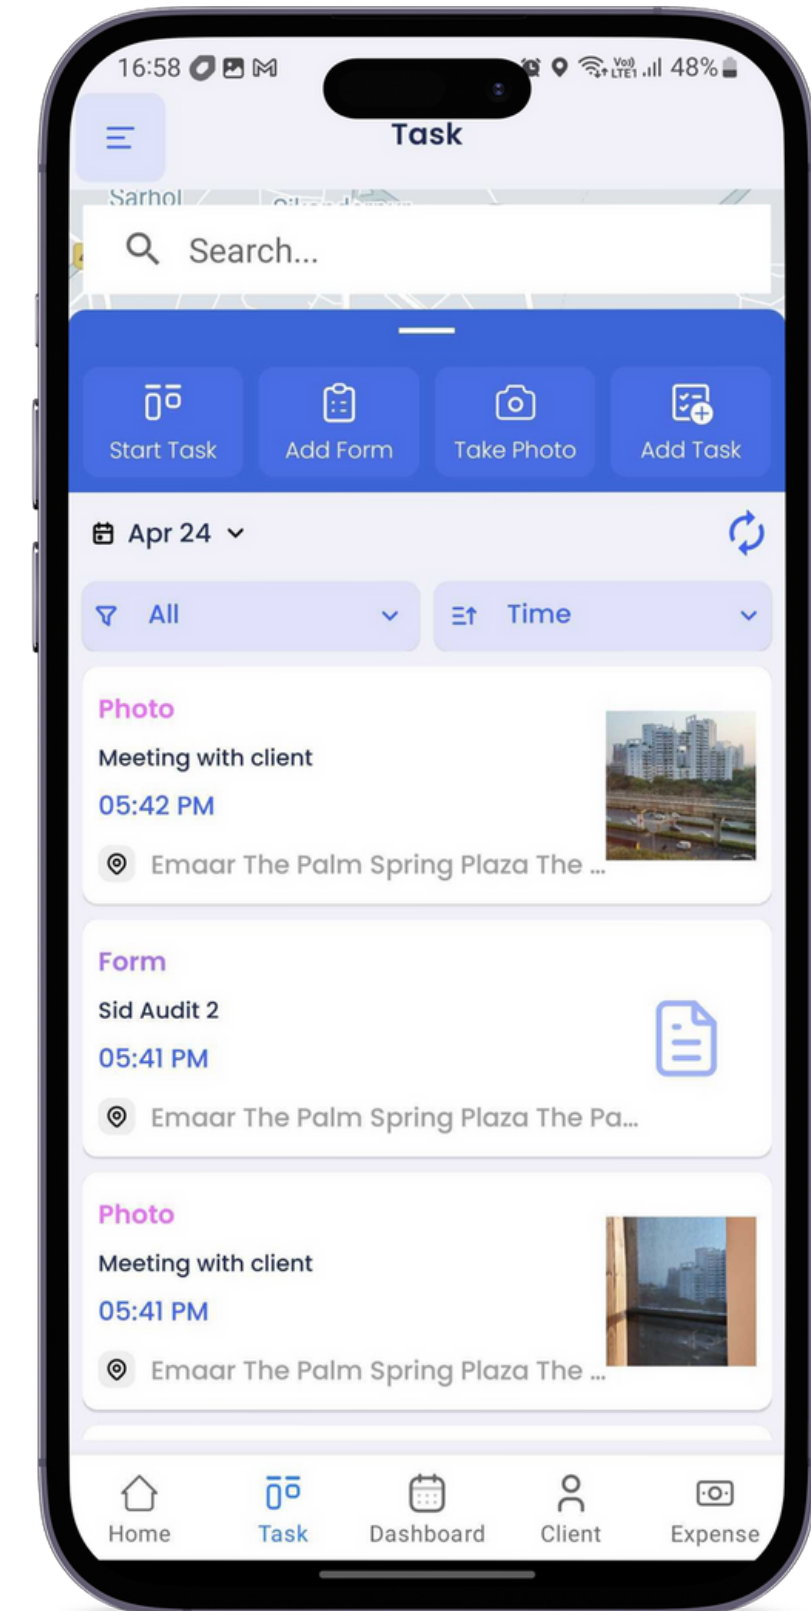 16:58
Vo))
LTE1
48%
Task
Sarhol
Search...
Start Task
Add Form
Take Photo
Add Task
Apr 24
All
Time
Photo
Meeting with client
05:42 PM
Emaar The Palm Spring Plaza The ...
Form
Sid Audit 2
05:41 PM
Emaar The Palm Spring Plaza The Pa...
Photo
Meeting with client
05:41 PM
Emaar The Palm Spring Plaza The ...
Home
Task
Dashboard
Client
Expense